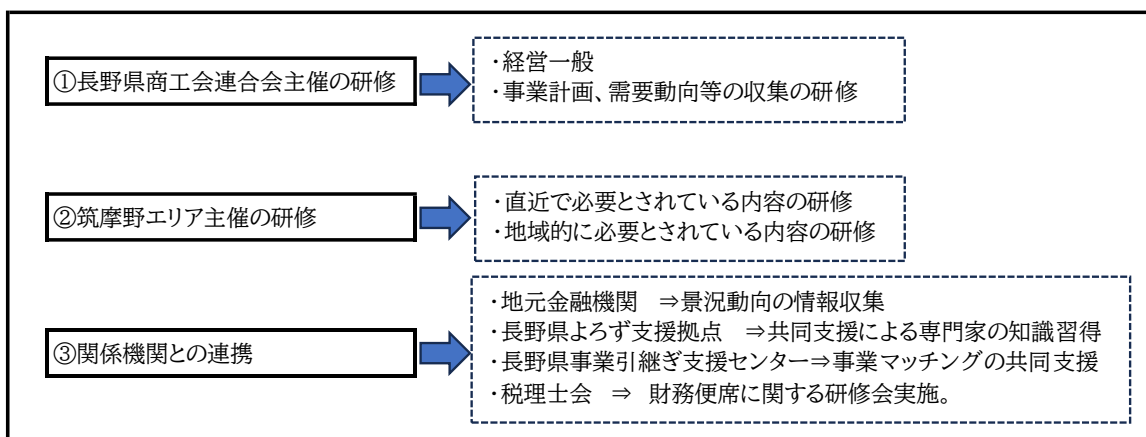 ①長野県商工会連合会主催の研修
・経営一般
・事業計画、需要動向等の収集の研修
②筑摩野エリア主催の研修
・直近で必要とされている内容の研修
・地域的に必要とされている内容の研修
③関係機関との連携
・地元金融機関　⇒景況動向の情報収集
・長野県よろず支援拠点　⇒共同支援による専門家の知識習得
・長野県事業引継ぎ支援センター⇒事業マッチングの共同支援
・税理士会　⇒　財務便席に関する研修会実施。